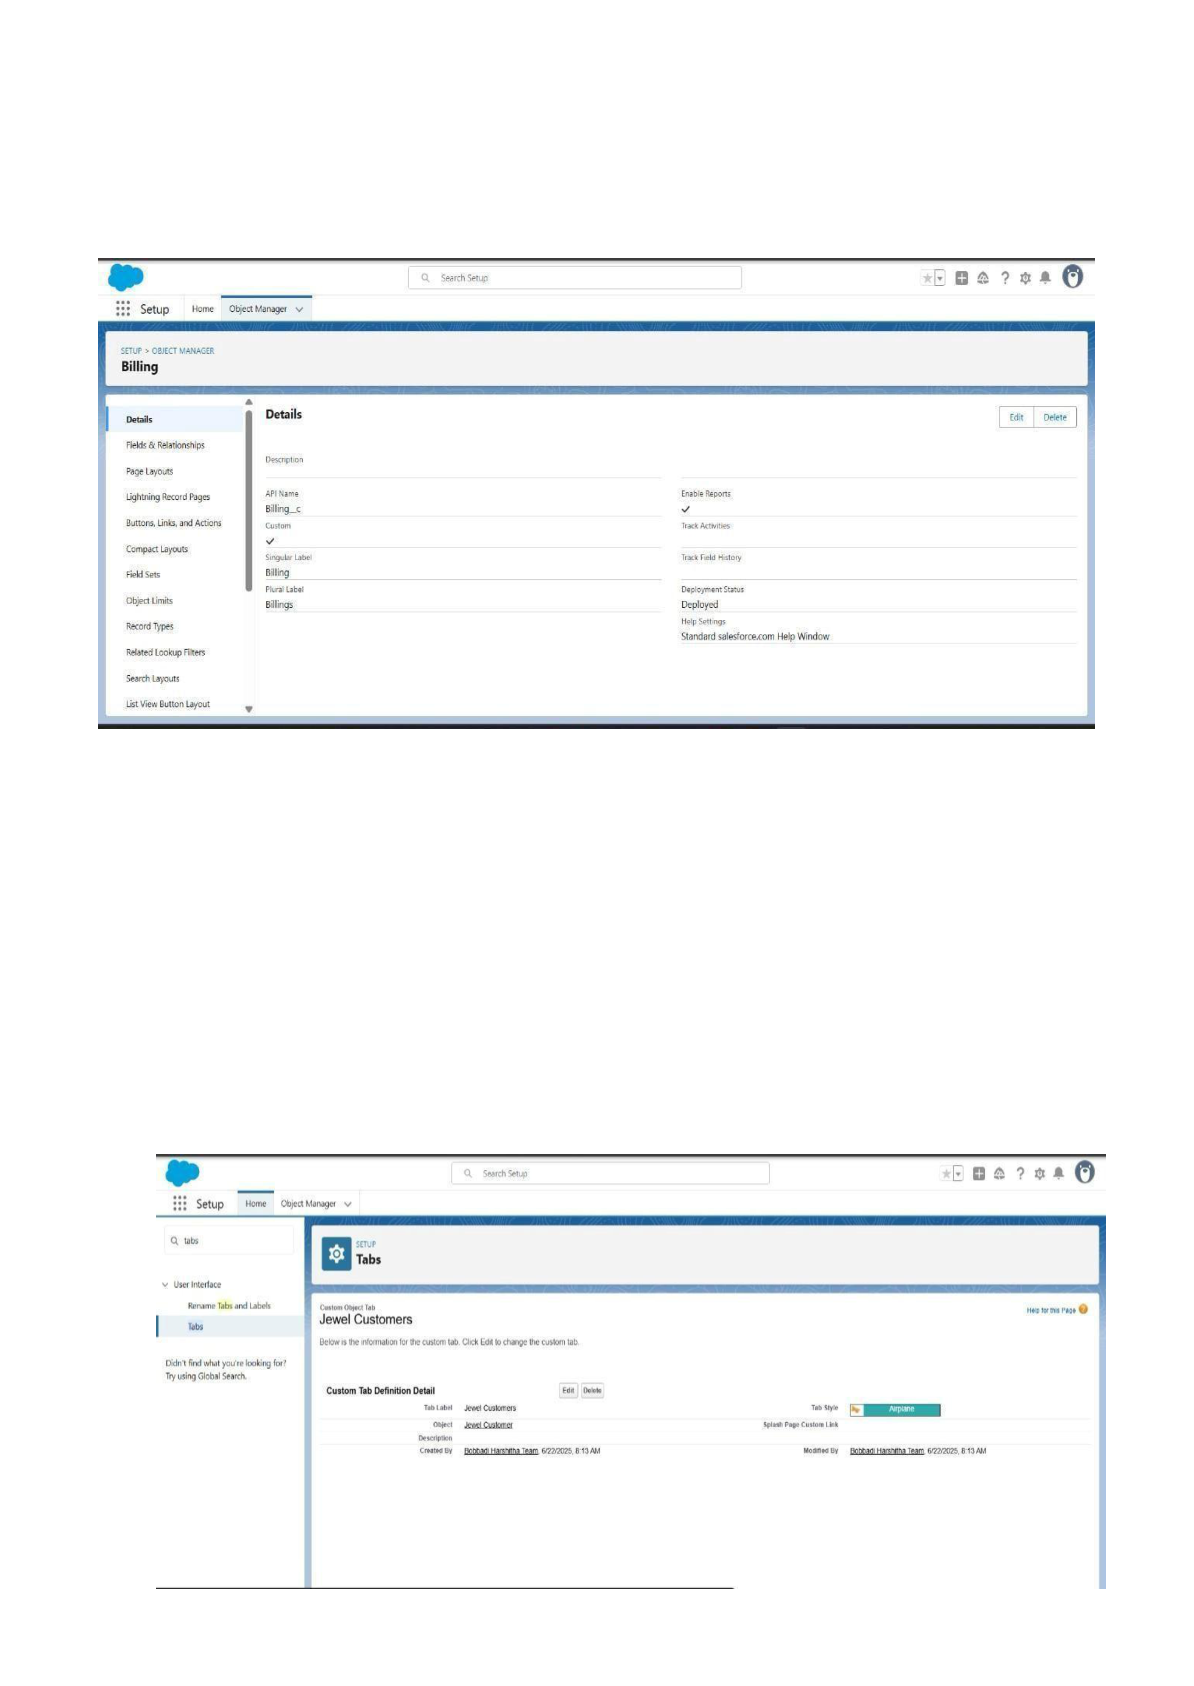 Search Setup
Setup Home Object Manager
SETUP > OBJECT MANAGER
Billing
Details
Fields & Relationships
Page Layouts
Lightning Record Pages
Buttons, Links, and Actions
Compact Layouts
Field Sets
Object Limits
Record Types
Related Lookup Filters
Search Layouts
List View Button Layout
Details
Edit Delete
Description
API Name
Billing__c
Custom
Singular Label
Billing
Plural Label
Billings
Enable Reports
Track Activities
Track Field History
Deployment Status
Deployed
Help Settings
Standard salesforce.com Help Window
Search Setup
Setup Home Object Manager
tabs
User Interface
Rename Tabs and Labels
Tabs
Didn't find what you're looking for?
Try using Global Search.
SETUP
Tabs
Custom Object Tab
Jewel Customers
Help for this Page
Below is the information for the custom tab. Click Edit to change the custom tab.
Custom Tab Definition Detail Edit Delete
Tab Label Jewel Customers Tab Style Airplane
Object Jewel Customer Splash Page Custom Link
Description
Created By Bobbadi Harshitha Team, 6/22/2025, 8:13 AM Modified By Bobbadi Harshitha Team, 6/22/2025, 8:13 AM